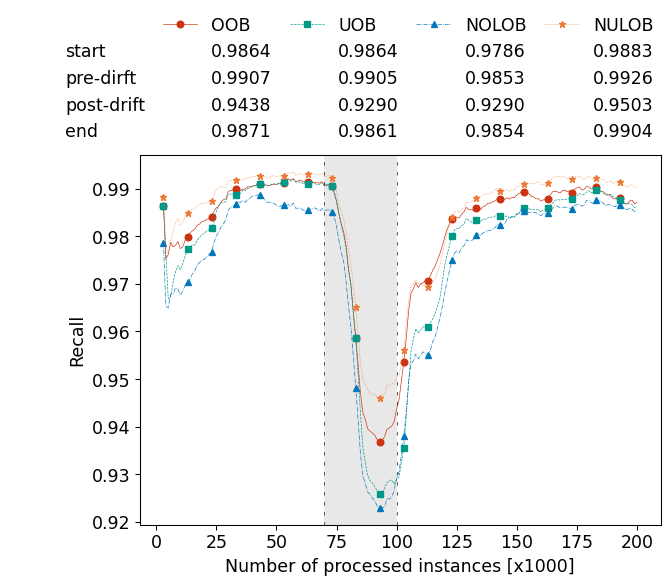 OOB UOB NOLOB NULOB
start 0.9864 0.9864 0.9786 0.9883
pre-dirft 0.9907 0.9905 0.9853 0.9926
post-drift 0.9438 0.9290 0.9290 0.9503
end 0.9871 0.9861 0.9854 0.9904
0.99
0.98
0.97
0.96
0.95
0.94
0.93
0.92
Recall
0 25 50 75 100 125 150 175 200
Number of processed instances [x1000]